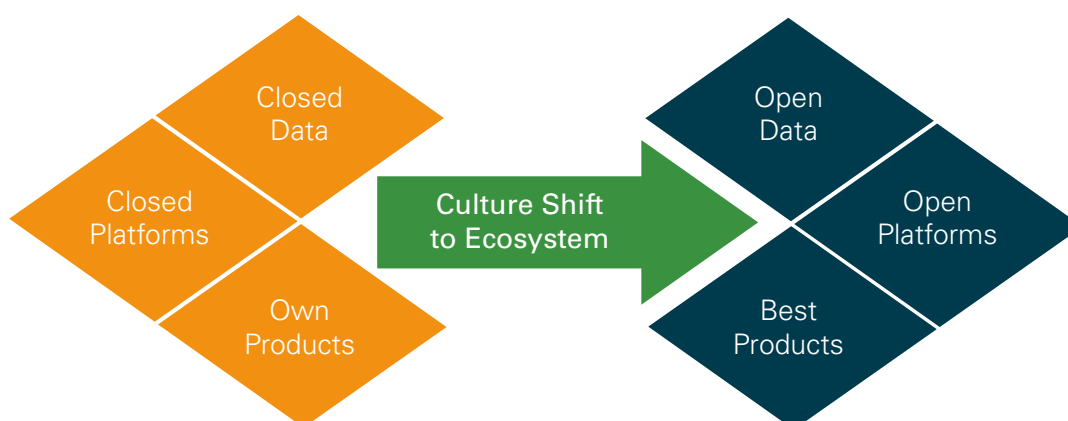 Closed
Data
Closed
Platforms
Own
Products
Culture Shift
to Ecosystem
Open
Data
Open
Platforms
Best
Products